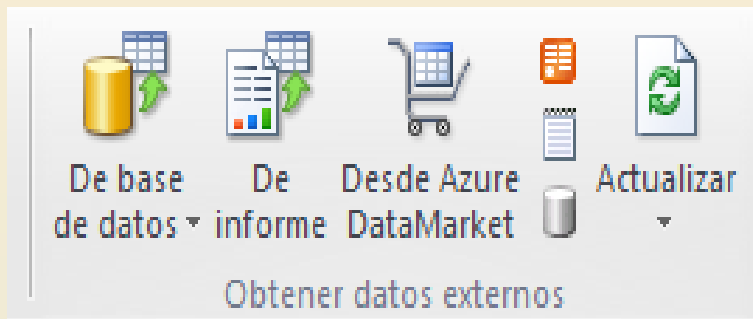 De base
de datos
De
informe
Desde Azure
DataMarket
Actualizar
Obtener datos externos